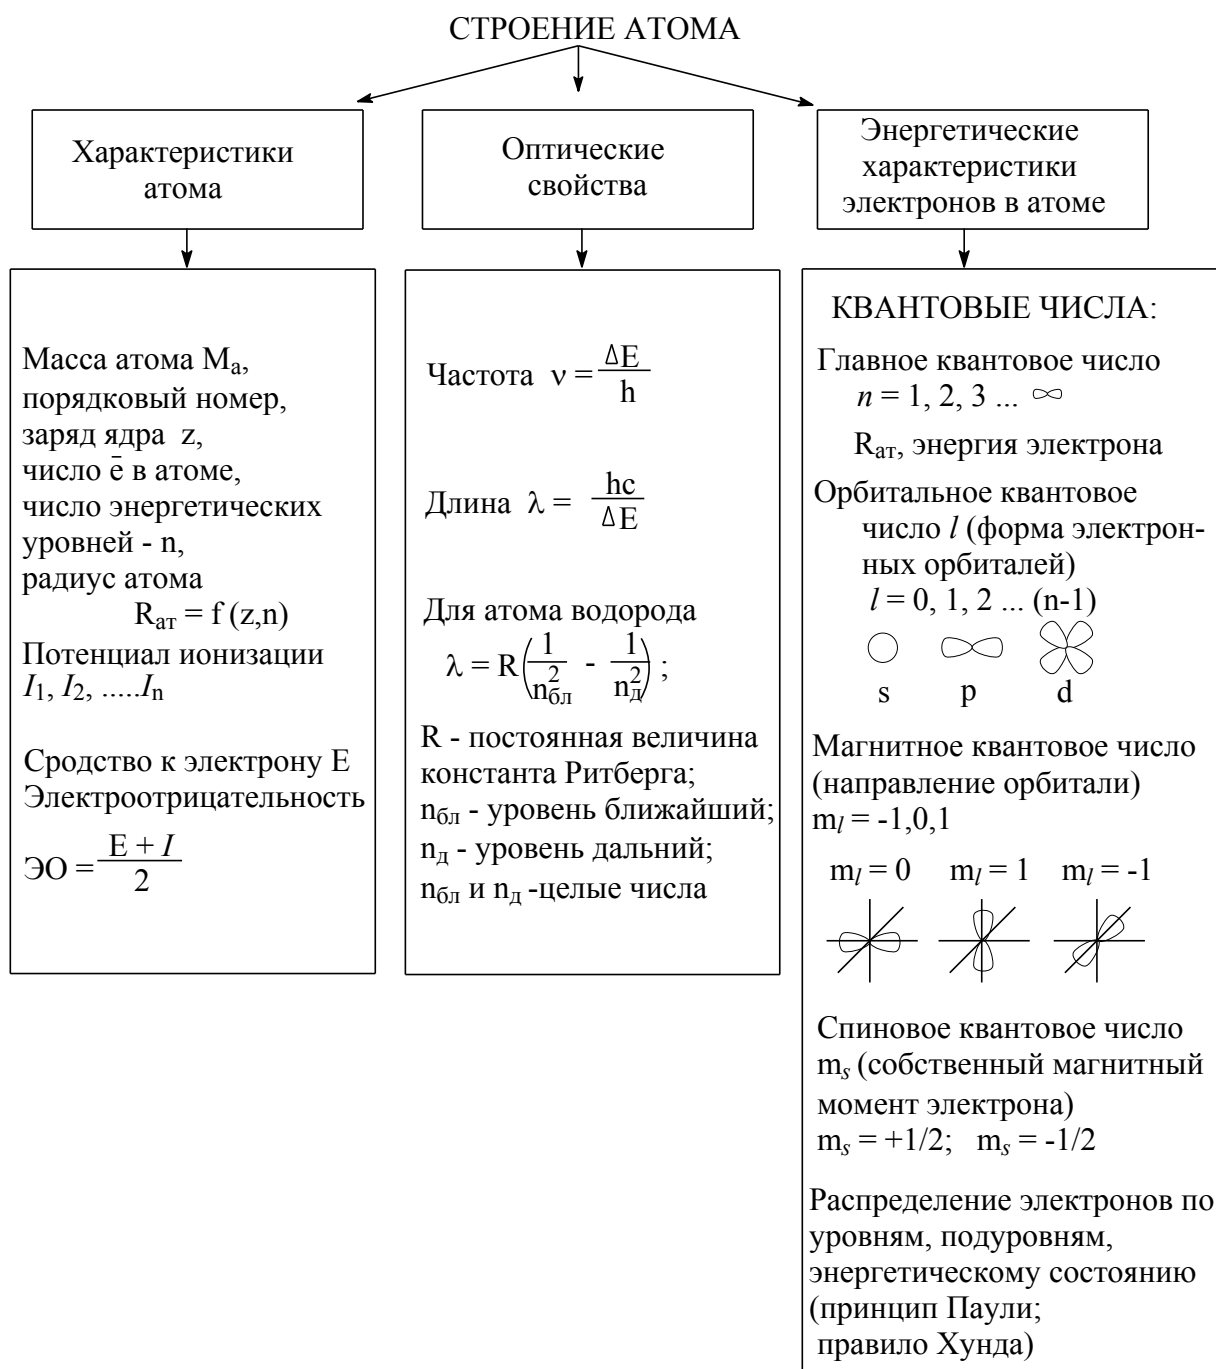 СТРОЕНИЕ АТОМА
Характеристики
атома
Оптические
свойства
Энергетические
характеристики
электронов в атоме
Масса атома Mₐ,
порядковый номер,
заряд ядра z,
число ē в атоме,
число энергетических
уровней - n,
радиус атома
Rат = f (z,n)
Потенциал ионизации
I₁, I₂, .....Iₙ
Сродство к электрону E
Электроотрицательность
ЭО = (E + I)/2
Частота ν = ΔE/h
Длина λ = hc/ΔE
Для атома водорода
λ = R(1/n²бл - 1/n²д) ;
R - постоянная величина
константа Ритберга;
nбл - уровень ближайший;
nд - уровень дальний;
nбл и nд -целые числа
КВАНТОВЫЕ ЧИСЛА:
Главное квантовое число
n = 1, 2, 3 ... ∞
Rат, энергия электрона
Орбитальное квантовое
число l (форма электрон-
ных орбиталей)
l = 0, 1, 2 ... (n-1)
s p d
Магнитное квантовое число
(направление орбитали)
mₗ = -1,0,1
mₗ = 0 mₗ = 1 mₗ = -1
Спиновое квантовое число
mₛ (собственный магнитный
момент электрона)
mₛ = +1/2; mₛ = -1/2
Распределение электронов по
уровням, подуровням,
энергетическому состоянию
(принцип Паули;
правило Хунда)